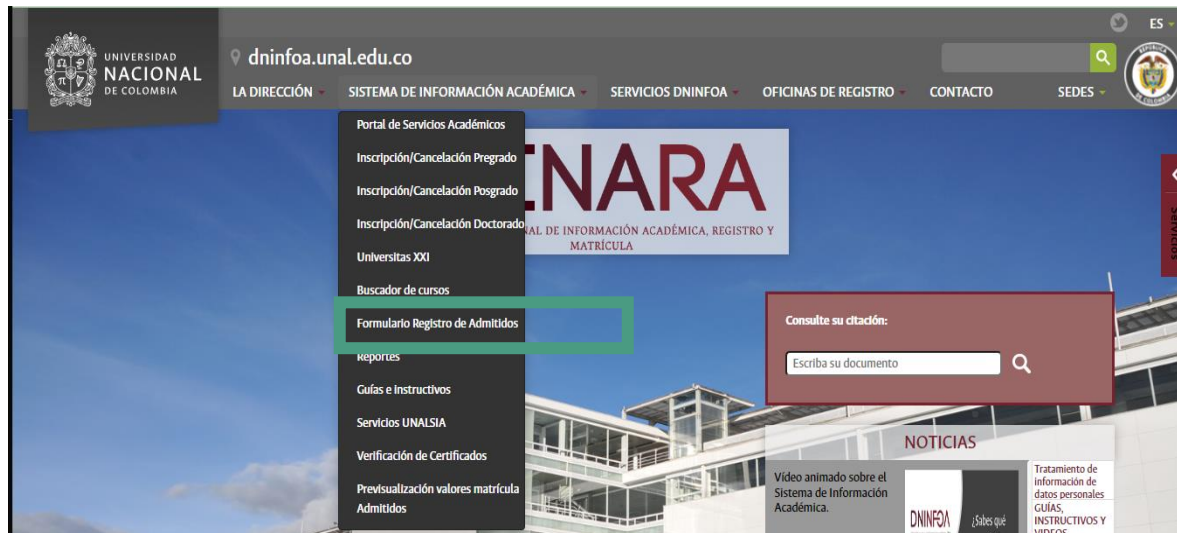 ES
UNIVERSIDAD
NACIONAL
DE COLOMBIA
dninfoa.unal.edu.co
LA DIRECCIÓN
SISTEMA DE INFORMACIÓN ACADÉMICA
SERVICIOS DNINFOA
OFICINAS DE REGISTRO
CONTACTO
SEDES
Portal de Servicios Académicos
Inscripción/Cancelación Pregrado
Inscripción/Cancelación Posgrado
Inscripción/Cancelación Doctorado
Universitas XXI
Buscador de cursos
Formulario Registro de Admitidos
Reportes
Guías e Instructivos
Servicios UNALSIA
Verificación de Certificados
Previsualización valores matrícula
Admitidos
NARA
DE INFORMACIÓN ACADÉMICA, REGISTRO Y
MATRÍCULA
Servicios
Consulte su citación:
Escriba su documento
NOTICIAS
Vídeo animado sobre el
Sistema de Información
Académica.
DNINFOA
¿Sabes qué
Tratamiento de
información de
datos personales
GUÍAS,
INSTRUCTIVOS Y
VIDEOS